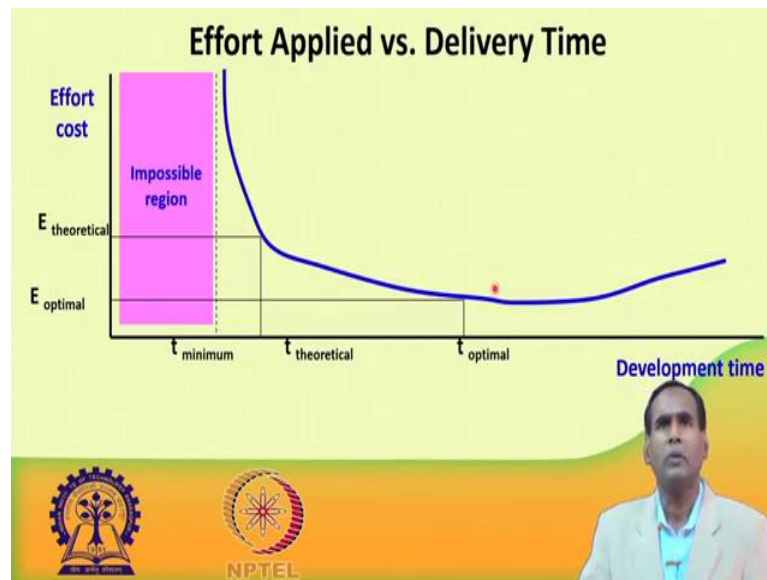 Effort Applied vs. Delivery Time
Effort
cost
Impossible
region
E theoretical
E optimal
t minimum
t theoretical
t optimal
Development time
NPTEL